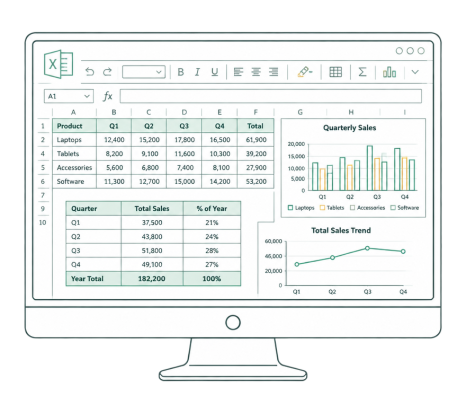 X
B I U Σ
A1 fx
A B C D E F G H I
1 Product Q1 Q2 Q3 Q4 Total
2 Laptops 12,400 15,200 17,800 16,500 61,900
4 Tablets 8,200 9,100 11,600 10,300 39,200
5 Accessories 5,600 6,800 7,400 8,100 27,900
6 Software 11,300 12,700 15,000 14,200 53,200
7
9 Quarter Total Sales % of Year
10 Q1 37,500 21%
Q2 43,800 24%
Q3 51,800 28%
Q4 49,100 27%
Year Total 182,200 100%
Quarterly Sales
20,000
15,000
10,000
5,000
0
Q1 Q2 Q3 Q4
Laptops Tablets Accessories Software
Total Sales Trend
60,000
46,000
20,000
0
Q1 Q2 Q3 Q4